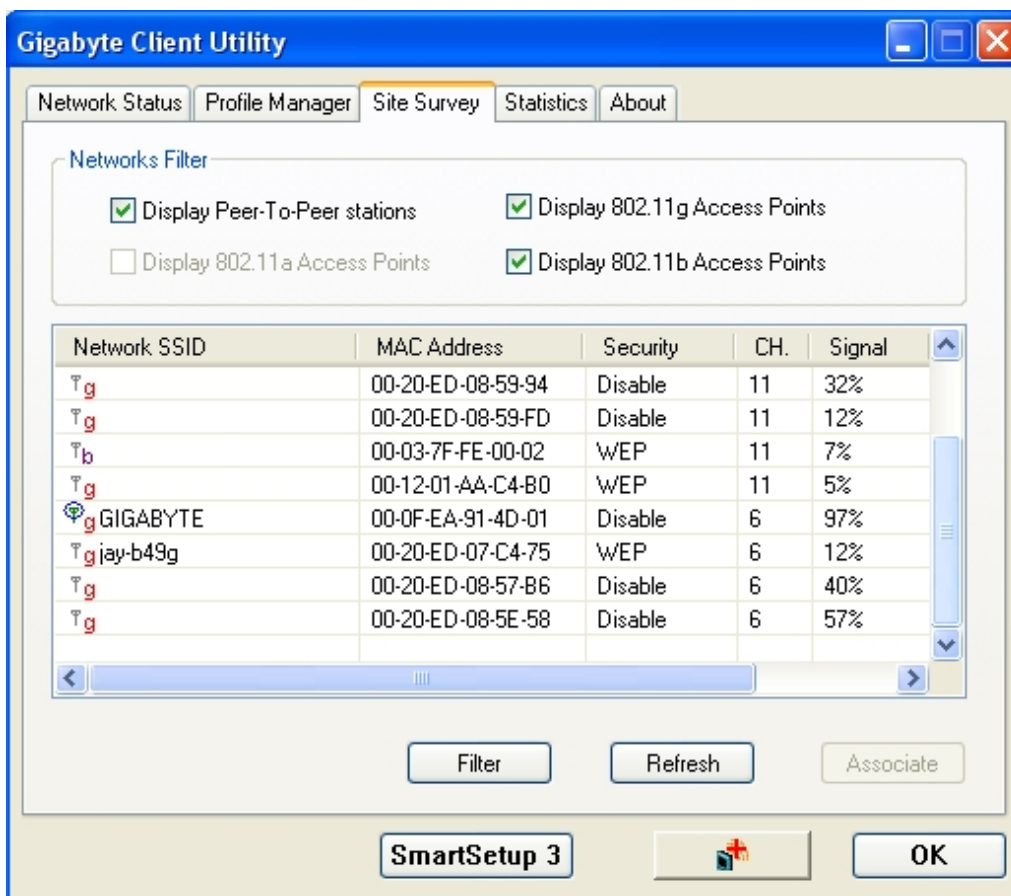 Gigabyte Client Utility
Network Status Profile Manager Site Survey Statistics About
Networks Filter
Display Peer-To-Peer stations Display 802.11g Access Points
Display 802.11a Access Points Display 802.11b Access Points
Network SSID MAC Address Security CH. Signal
g 00-20-ED-08-59-94 Disable 11 32%
g 00-20-ED-08-59-FD Disable 11 12%
b 00-03-7F-FE-00-02 WEP 11 7%
g 00-12-01-AA-C4-B0 WEP 11 5%
g GIGABYTE 00-0F-EA-91-4D-01 Disable 6 97%
g jay-b49g 00-20-ED-07-C4-75 WEP 6 12%
g 00-20-ED-08-57-B6 Disable 6 40%
g 00-20-ED-08-5E-58 Disable 6 57%
Filter Refresh Associate
SmartSetup 3 OK